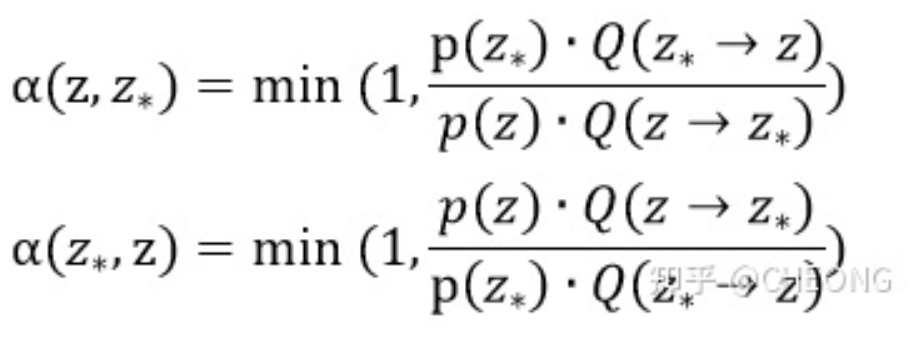 α(z, z*) = min (1, p(z*) · Q(z* → z) / p(z) · Q(z → z*))
α(z*, z) = min (1, p(z) · Q(z → z*) / p(z*) · Q(z* → z))
知乎 @CHEONG